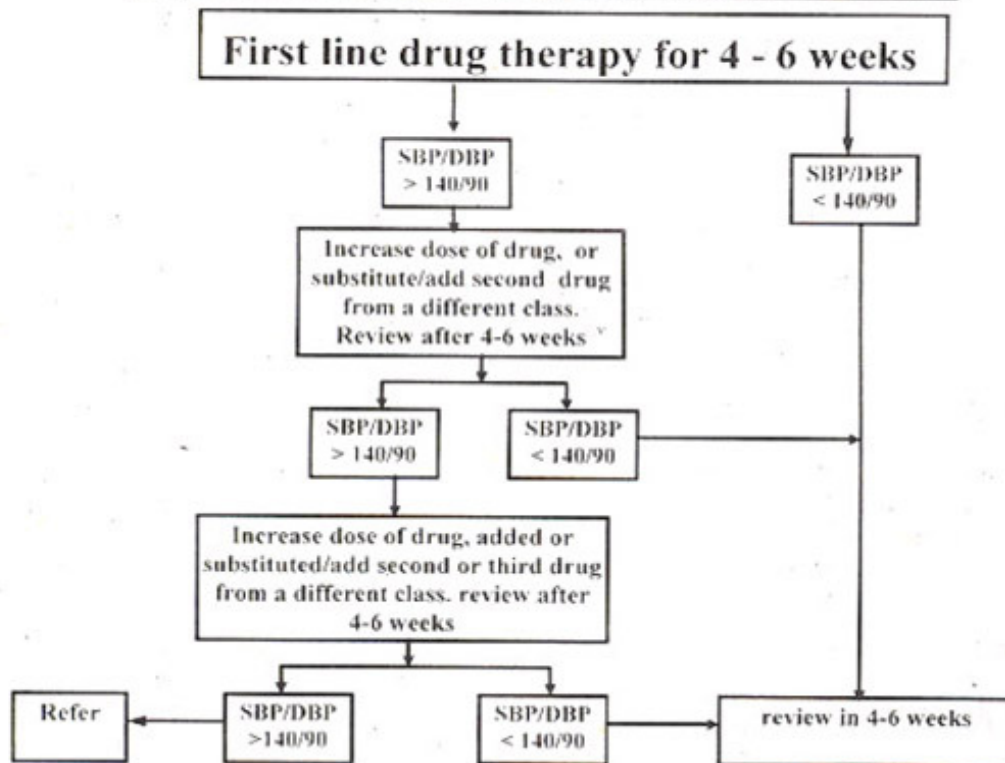 First line drug therapy for 4 - 6 weeks
SBP/DBP
> 140/90
SBP/DBP
< 140/90
Increase dose of drug, or
substitute/add second drug
from a different class.
Review after 4-6 weeks
SBP/DBP
> 140/90
SBP/DBP
< 140/90
Increase dose of drug, added or
substituted/add second or third drug
from a different class. review after
4-6 weeks
Refer
SBP/DBP
>140/90
SBP/DBP
< 140/90
review in 4-6 weeks